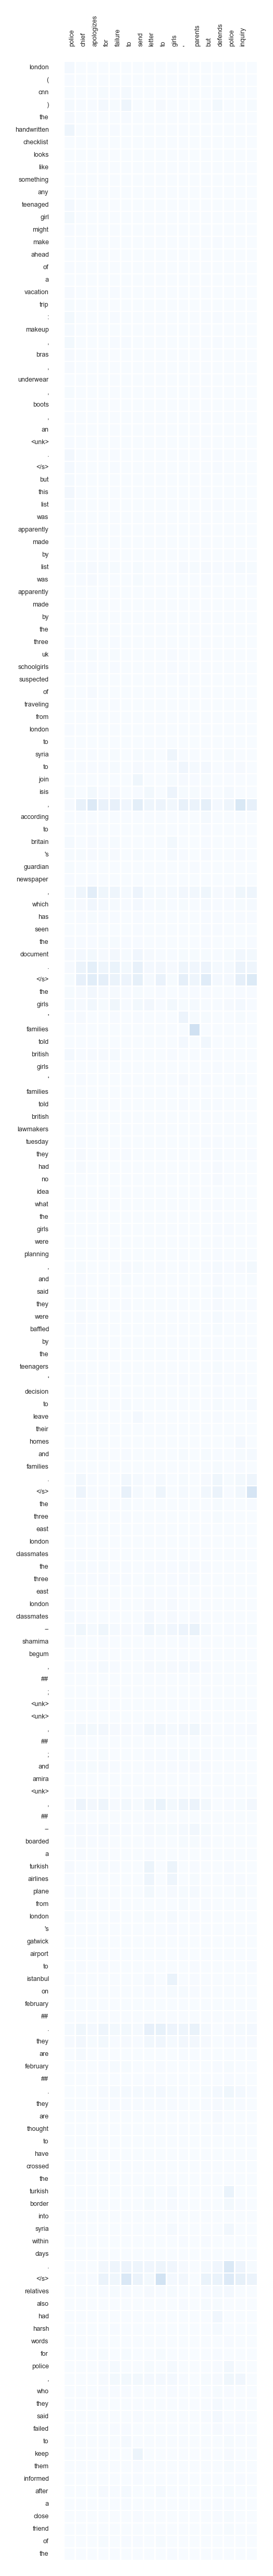 police
chief
apologizes
for
failure
to
send
letter
to
girls
'
parents
but
defends
police
inquiry
london
(
cnn
)
the
handwritten
checklist
looks
like
something
any
teenaged
girl
might
make
ahead
of
a
vacation
trip
:
makeup
,
bras
,
underwear
,
boots
,
an
<unk>
.
</s>
but
this
list
was
apparently
made
by
list
was
apparently
made
by
the
three
uk
schoolgirls
suspected
of
traveling
from
london
to
syria
to
join
isis
,
according
to
britain
's
guardian
newspaper
,
which
has
seen
the
document
.
</s>
the
girls
'
families
told
british
girls
'
families
told
british
lawmakers
tuesday
they
had
no
idea
what
the
girls
were
planning
,
and
said
they
were
baffled
by
the
teenagers
'
decision
to
leave
their
homes
and
families
.
</s>
the
three
east
london
classmates
the
three
east
london
classmates
--
shamima
begum
,
##
;
<unk>
<unk>
,
##
;
and
amira
<unk>
,
##
--
boarded
a
turkish
airlines
plane
from
london
's
gatwick
airport
to
istanbul
on
february
##
.
they
are
february
##
.
they
are
thought
to
have
crossed
the
turkish
border
into
syria
within
days
.
</s>
relatives
also
had
harsh
words
for
police
,
who
they
said
failed
to
keep
them
informed
after
a
close
friend
of
the